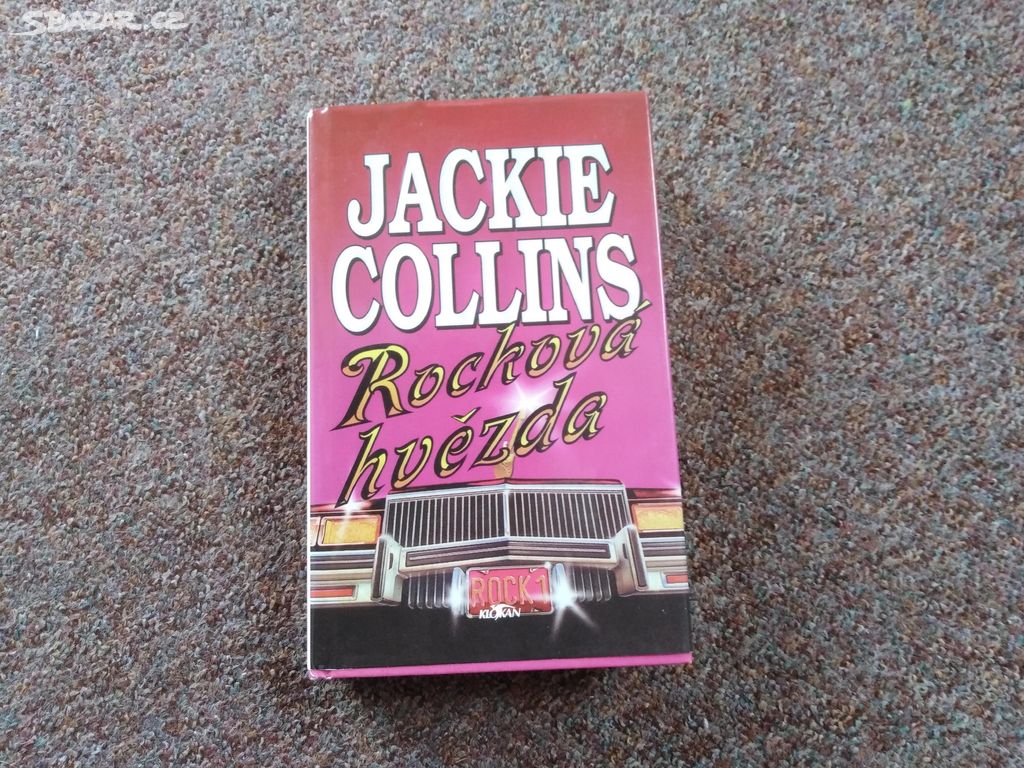 SBAZAR.CZ
JACKIE
COLLINS
Rocková
hvězda
ROCK 1
KLOKAN